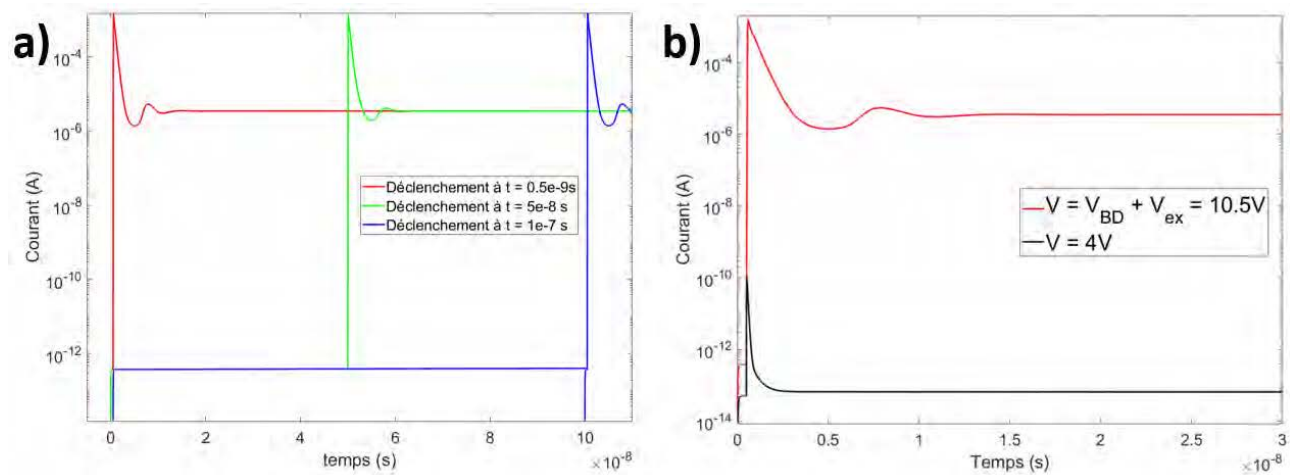 a)
Courant (A)
10-4
10-6
10-8
10-10
10-12
Déclenchement à t = 0.5e-9s
Déclenchement à t = 5e-8 s
Déclenchement à t = 1e-7 s
0 2 4 6 8 10
temps (s)
×10-8
b)
Courant (A)
10-4
10-6
10-8
10-10
10-12
10-14
V = VBD + Vex = 10.5V
V = 4V
0 0.5 1 1.5 2 2.5 3
Temps (s)
×10-8